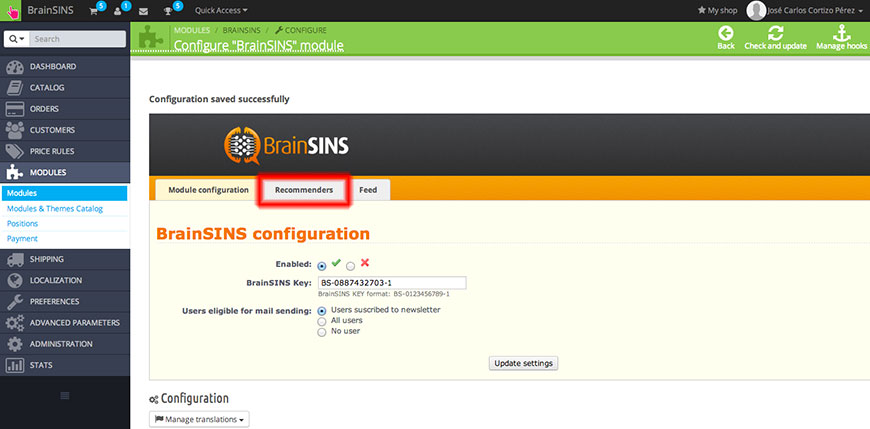 BrainSINS 5 1 5 Quick Access My shop José Carlos Cortizo Pérez
Search
MODULES / BRAINSINS / CONFIGURE
Configure "BrainSINS" module
Back Check and update Manage hooks
DASHBOARD
CATALOG
ORDERS
CUSTOMERS
PRICE RULES
MODULES
Modules
Modules & Themes Catalog
Positions
Payment
SHIPPING
LOCALIZATION
PREFERENCES
ADVANCED PARAMETERS
ADMINISTRATION
STATS
Configuration saved successfully
BrainSINS
Module configuration Recommenders Feed
BrainSINS configuration
Enabled:
BrainSINS Key: BS-0887432703-1
BrainSINS KEY format: BS-0123456789-1
Users eligible for mail sending: Users suscribed to newsletter
All users
No user
Update settings
Configuration
Manage translations